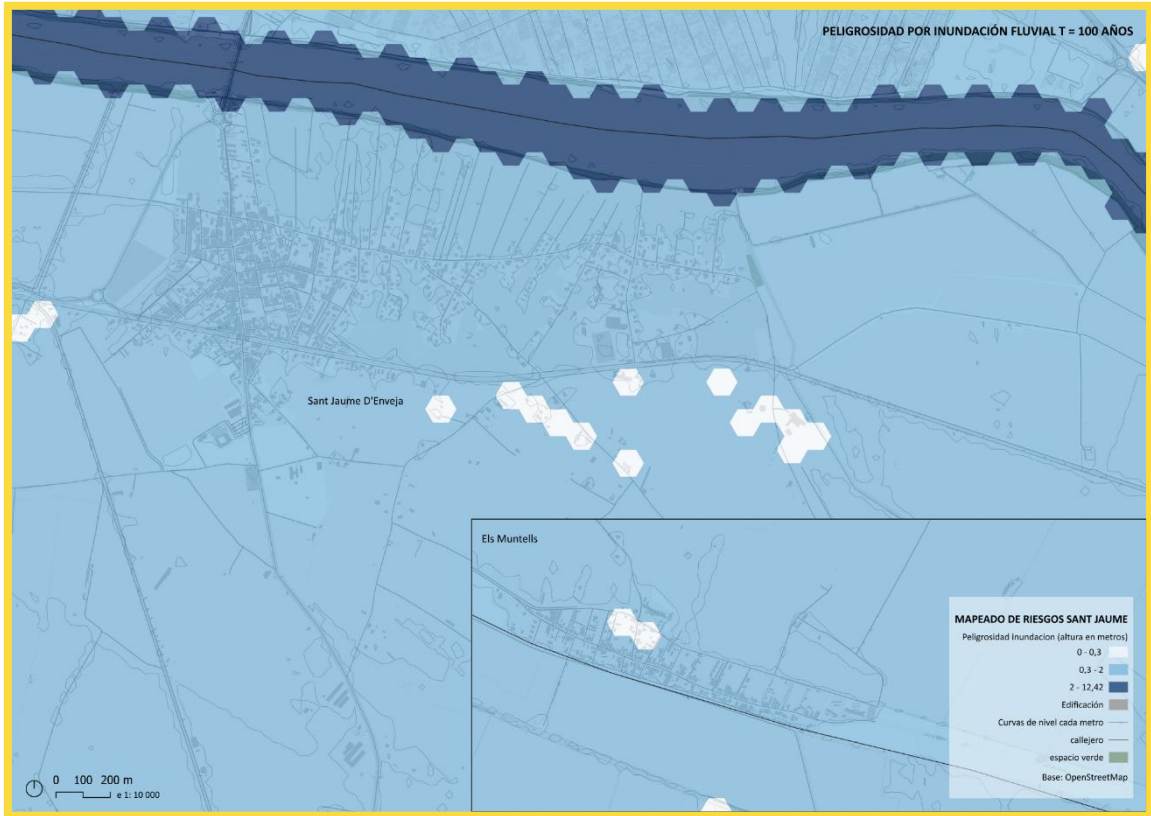 PELIGROSIDAD POR INUNDACIÓN FLUVIAL T = 100 AÑOS
Sant Jaume D'Enveja
Els Muntells
MAPEADO DE RIESGOS SANT JAUME
Peligrosidad inundacion (altura en metros)
0 - 0,3
0,3 - 2
2 - 12,42
Edificación
Curvas de nivel cada metro
callejero
espacio verde
Base: OpenStreetMap
0 100 200 m
e 1: 10 000